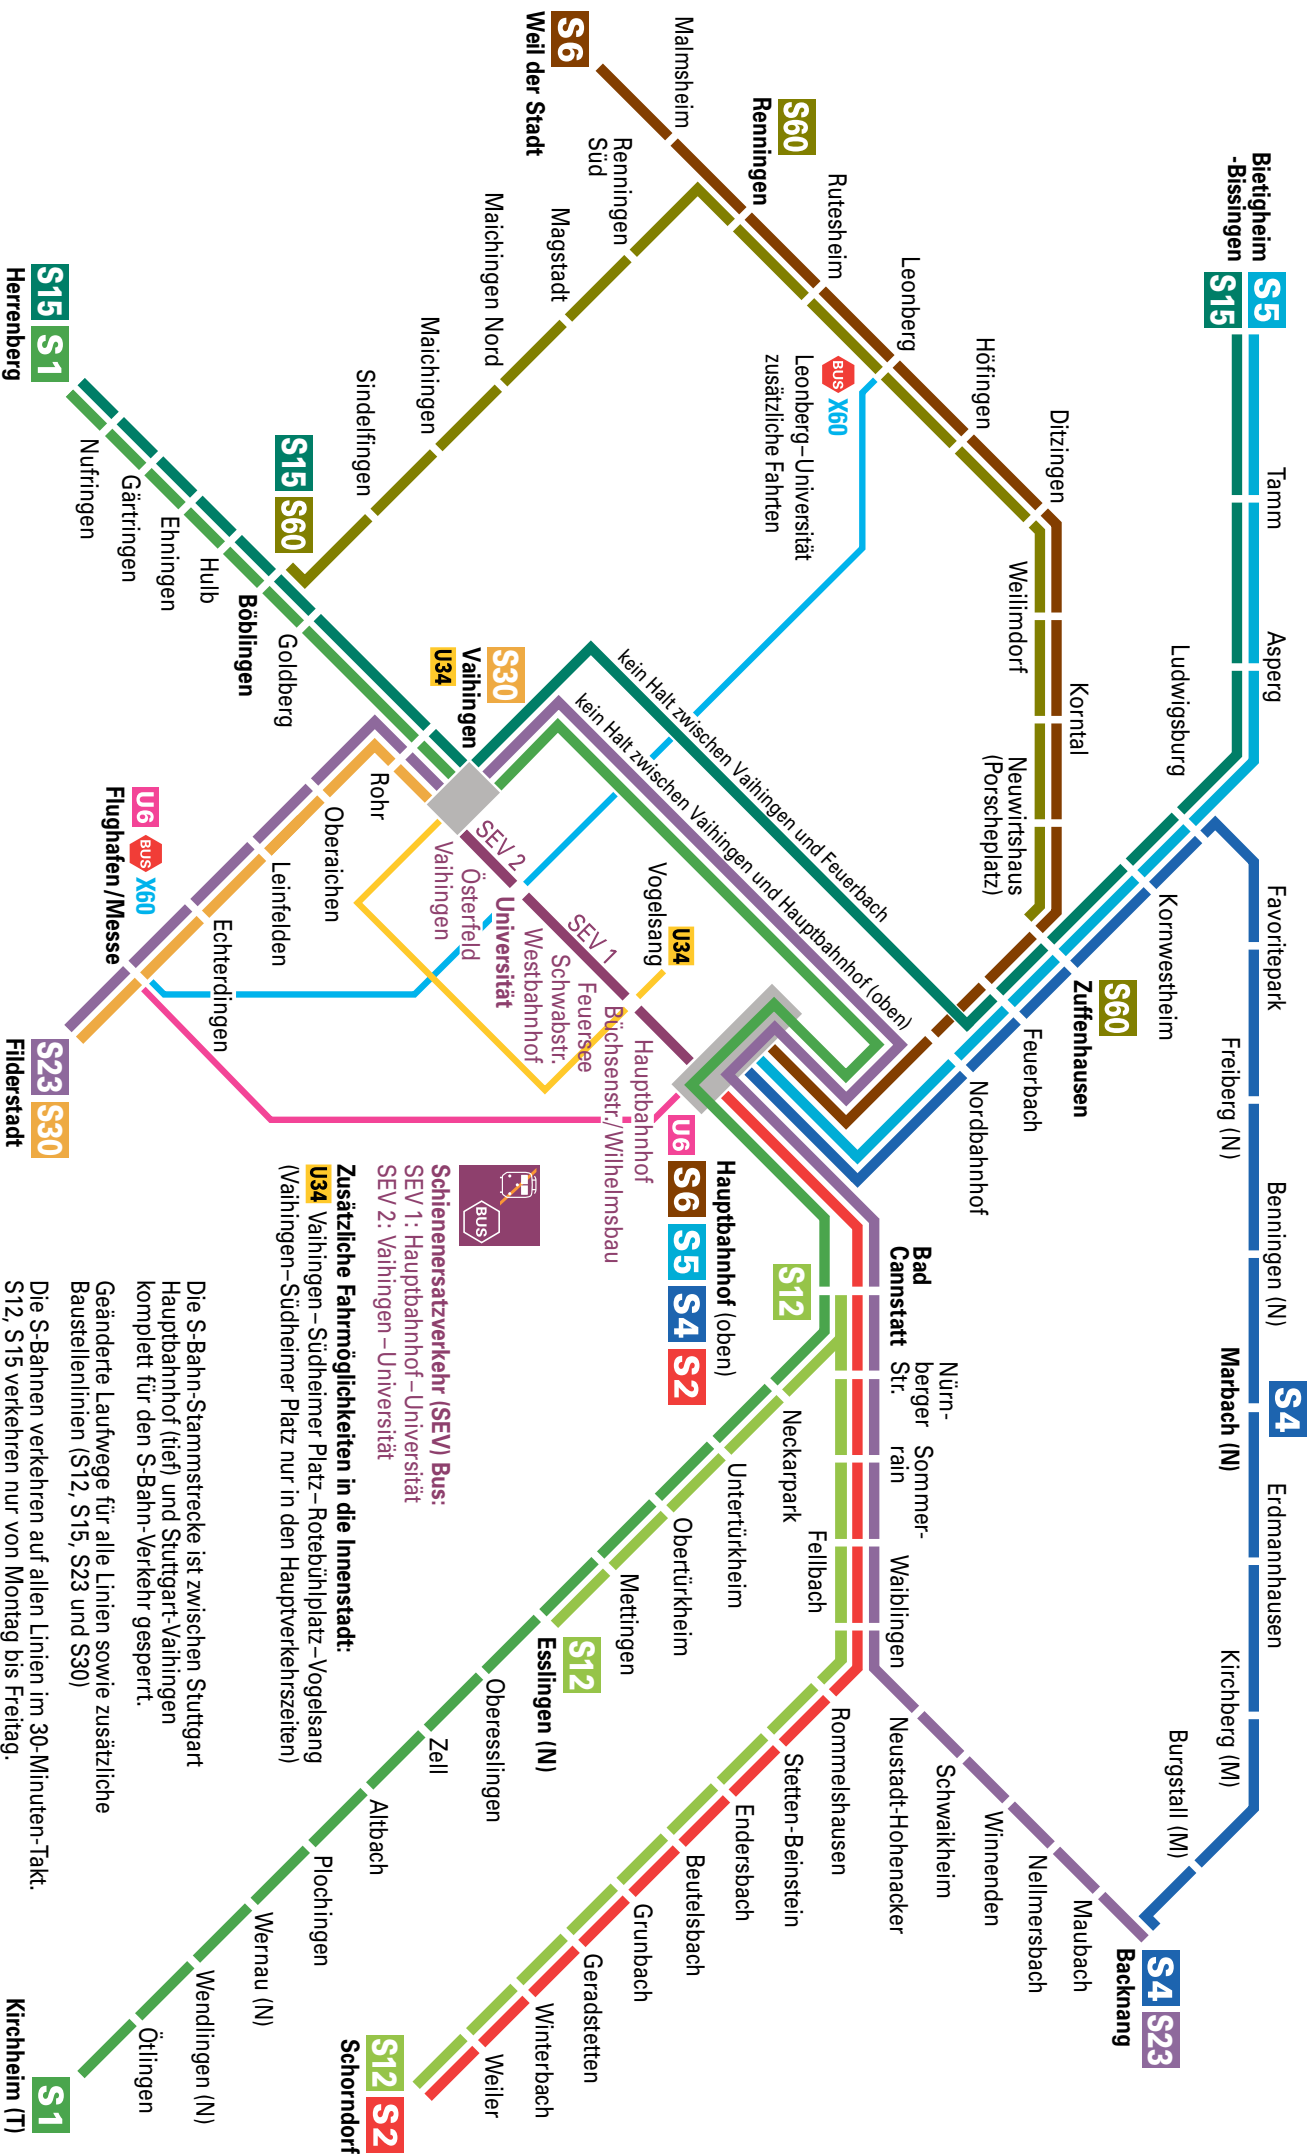 Bietigheim
-Bissingen
S5
S15
Tamm
Asperg
Ludwigsburg
Favoritepark
Freiberg (N)
Benningen (N)
S4
Marbach (N)
Erdmannhausen
Kirchberg (M)
Burgstall (M)
S4 S23
Backnang
Maubach
Nellmersbach
Winnenden
Schwaikheim
Neustadt-Hohenacker
Kornwestheim
S60
Zuffenhausen
Feuerbach
Nordbahnhof
S6
Weil der Stadt
Malmsheim
S60
Renningen
Rutesheim
Leonberg
Höfingen
Ditzingen
Weilimdorf
Korntal
Neuwirtshaus
(Porscheplatz)
BUS X60
Leonberg–Universität
zusätzliche Fahrten
Renningen
Süd
Magstadt
Maichingen Nord
Maichingen
Sindelfingen
S15 S60
Böblingen
S15 S1
Herrenberg
Nufringen
Gärtringen
Ehningen
Hulb
Goldberg
S30
Vaihingen
U34
kein Halt zwischen Vaihingen und Feuerbach
kein Halt zwischen Vaihingen und Hauptbahnhof (oben)
Rohr
Oberaichen
Leinfelden
Echterdingen
U6 BUS X60
Flughafen/Messe
S23 S30
Filderstadt
SEV 2
Österfeld
Vaihingen
Universität
SEV 1
Westbahnhof
Schwabstr.
Feuersee
Büchsenstr./Wilhelmsbau
Hauptbahnhof
U34
Vogelsang
Hauptbahnhof (oben)
U6 S6 S5 S4 S2
Bad
Cannstatt
S12
Nürn-
berger
Str.
Sommer-
rain
Fellbach
Waiblingen
Rommelshausen
Stetten-Beinstein
Endersbach
Beutelsbach
Grunbach
Geradstetten
Winterbach
Weiler
S12 S2
Schorndorf
Neckarpark
Untertürkheim
Obertürkheim
Mettingen
S12
Esslingen (N)
Oberesslingen
Zell
Altbach
Plochingen
Wernau (N)
Wendlingen (N)
Ötlingen
S1
Kirchheim (T)
BUS
Schienenersatzverkehr (SEV) Bus:
SEV 1: Hauptbahnhof–Universität
SEV 2: Vaihingen–Universität
Zusätzliche Fahrmöglichkeiten in die Innenstadt:
U34 Vaihingen–Südheimer Platz–Rotebühlplatz–Vogelsang
(Vaihingen–Südheimer Platz nur in den Hauptverkehrszeiten)
Die S-Bahn-Stammstrecke ist zwischen Stuttgart
Hauptbahnhof (tief) und Stuttgart-Vaihingen
komplett für den S-Bahn-Verkehr gesperrt.
Geänderte Laufwege für alle Linien sowie zusätzliche
Baustellenlinien (S12, S15, S23 und S30)
Die S-Bahnen verkehren auf allen Linien im 30-Minuten-Takt.
S12, S15 verkehren nur von Montag bis Freitag.